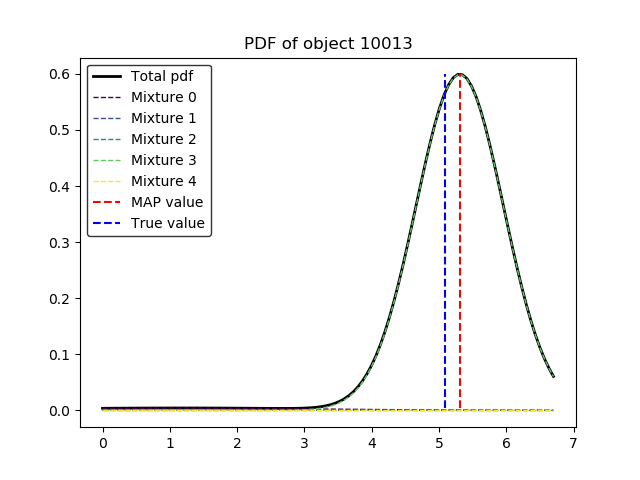 PDF of object 10013
Total pdf
Mixture 0
Mixture 1
Mixture 2
Mixture 3
Mixture 4
MAP value
True value
0.6
0.5
0.4
0.3
0.2
0.1
0.0
0 1 2 3 4 5 6 7